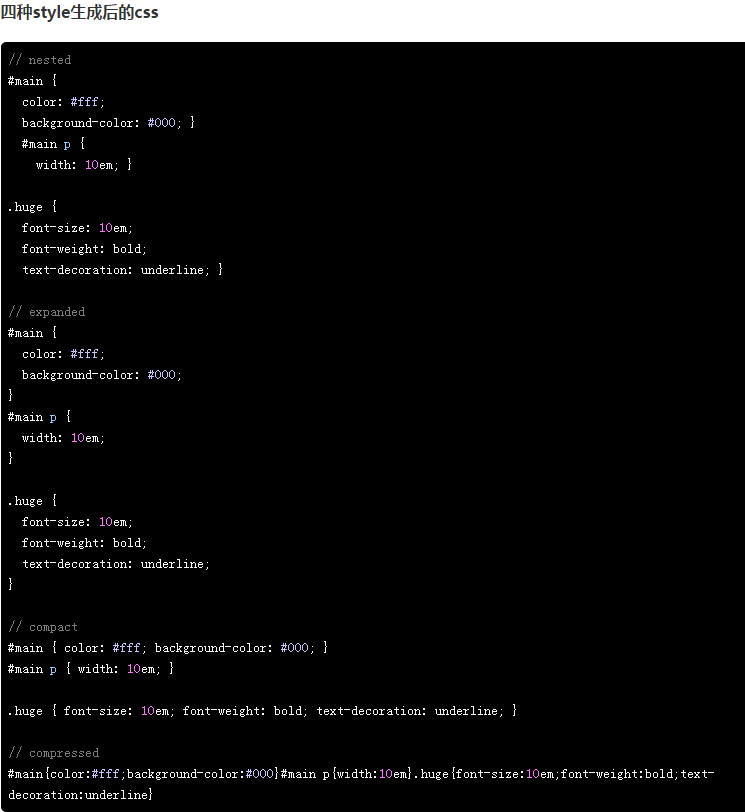 四种style生成后的css
// nested
#main {
  color: #fff;
  background-color: #000; }
  #main p {
    width: 10em; }

.huge {
  font-size: 10em;
  font-weight: bold;
  text-decoration: underline; }

// expanded
#main {
  color: #fff;
  background-color: #000;
}
#main p {
  width: 10em;
}

.huge {
  font-size: 10em;
  font-weight: bold;
  text-decoration: underline;
}

// compact
#main { color: #fff; background-color: #000; }
#main p { width: 10em; }

.huge { font-size: 10em; font-weight: bold; text-decoration: underline; }

// compressed
#main{color:#fff;background-color:#000}#main p{width:10em}.huge{font-size:10em;font-weight:bold;text-
decoration:underline}